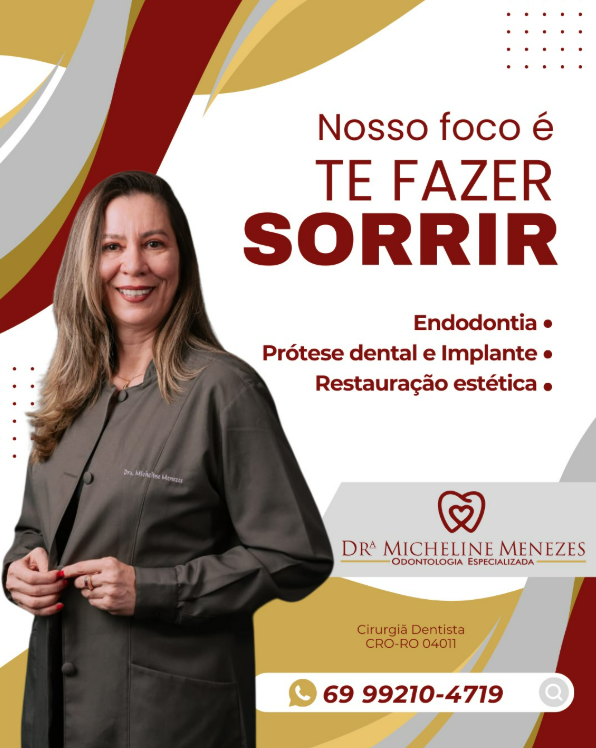 Nosso foco é
TE FAZER
SORRIR
Endodontia •
Prótese dental e Implante •
Restauração estética •
Dra. Micheline Menezes
DRª MICHELINE MENEZES
ODONTOLOGIA ESPECIALIZADA
Cirurgiã Dentista
CRO-RO 04011
69 99210-4719